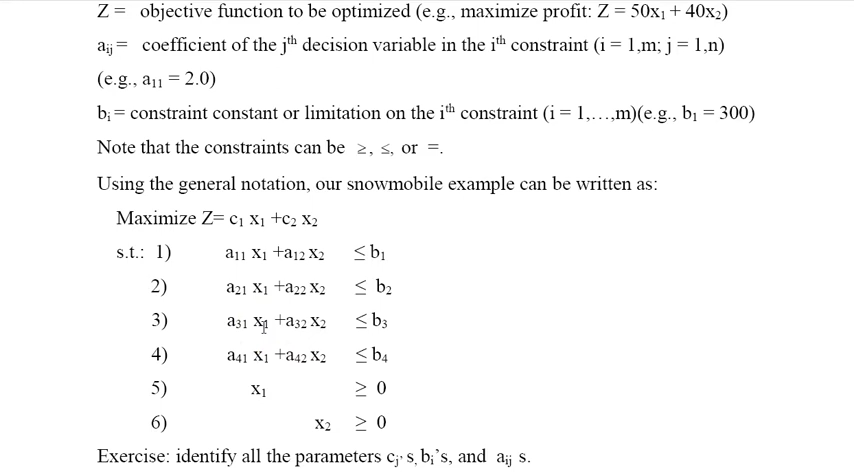 Z = objective function to be optimized (e.g., maximize profit: Z = 50x₁ + 40x₂)
aᵢⱼ = coefficient of the jᵗʰ decision variable in the iᵗʰ constraint (i = 1,m; j = 1,n)
(e.g., a₁₁ = 2.0)
bᵢ = constraint constant or limitation on the iᵗʰ constraint (i = 1,…,m)(e.g., b₁ = 300)
Note that the constraints can be ≥, ≤, or =.
Using the general notation, our snowmobile example can be written as:
Maximize Z= c₁ x₁ +c₂ x₂
s.t.: 1) a₁₁ x₁ +a₁₂ x₂ ≤ b₁
2) a₂₁ x₁ +a₂₂ x₂ ≤ b₂
3) a₃₁ x₁ +a₃₂ x₂ ≤ b₃
4) a₄₁ x₁ +a₄₂ x₂ ≤ b₄
5) x₁ ≥ 0
6) x₂ ≥ 0
Exercise: identify all the parameters cⱼ' s, bᵢ's, and aᵢⱼ s.